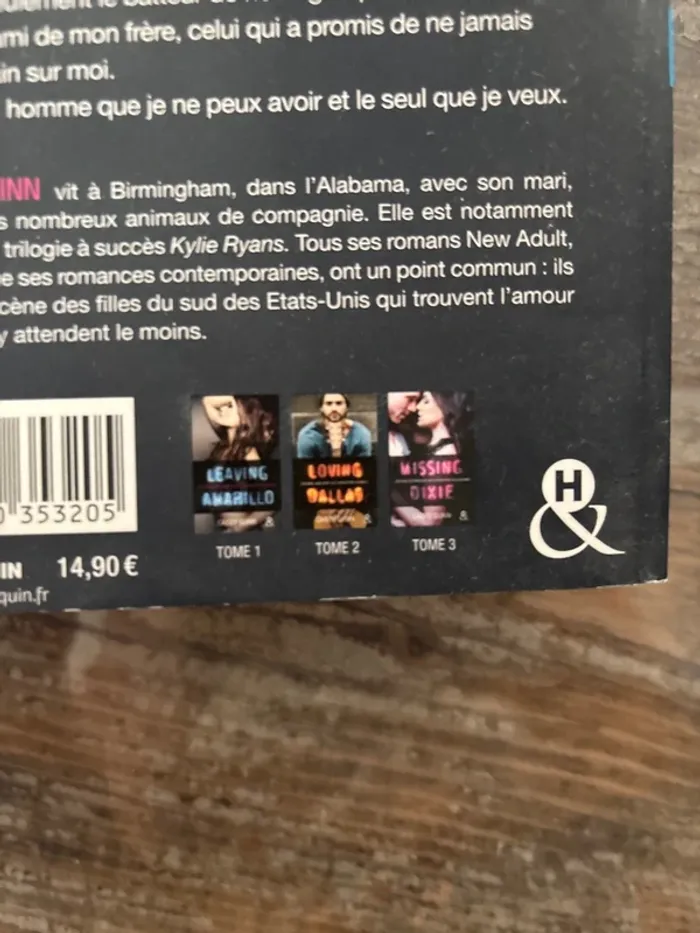 ami de mon frère, celui qui a promis de ne jamais
in sur moi.
homme que je ne peux avoir et le seul que je veux.
INN vit à Birmingham, dans l'Alabama, avec son mari,
s nombreux animaux de compagnie. Elle est notamment
trilogie à succès Kylie Ryans. Tous ses romans New Adult,
e ses romances contemporaines, ont un point commun : ils
cène des filles du sud des Etats-Unis qui trouvent l'amour
y attendent le moins.
LEAVING
AMARILLO
LOVING
DALLAS
MISSING
DIXIE
353205
TOME 1
TOME 2
TOME 3
H
&
IN 14,90 €
quin.fr